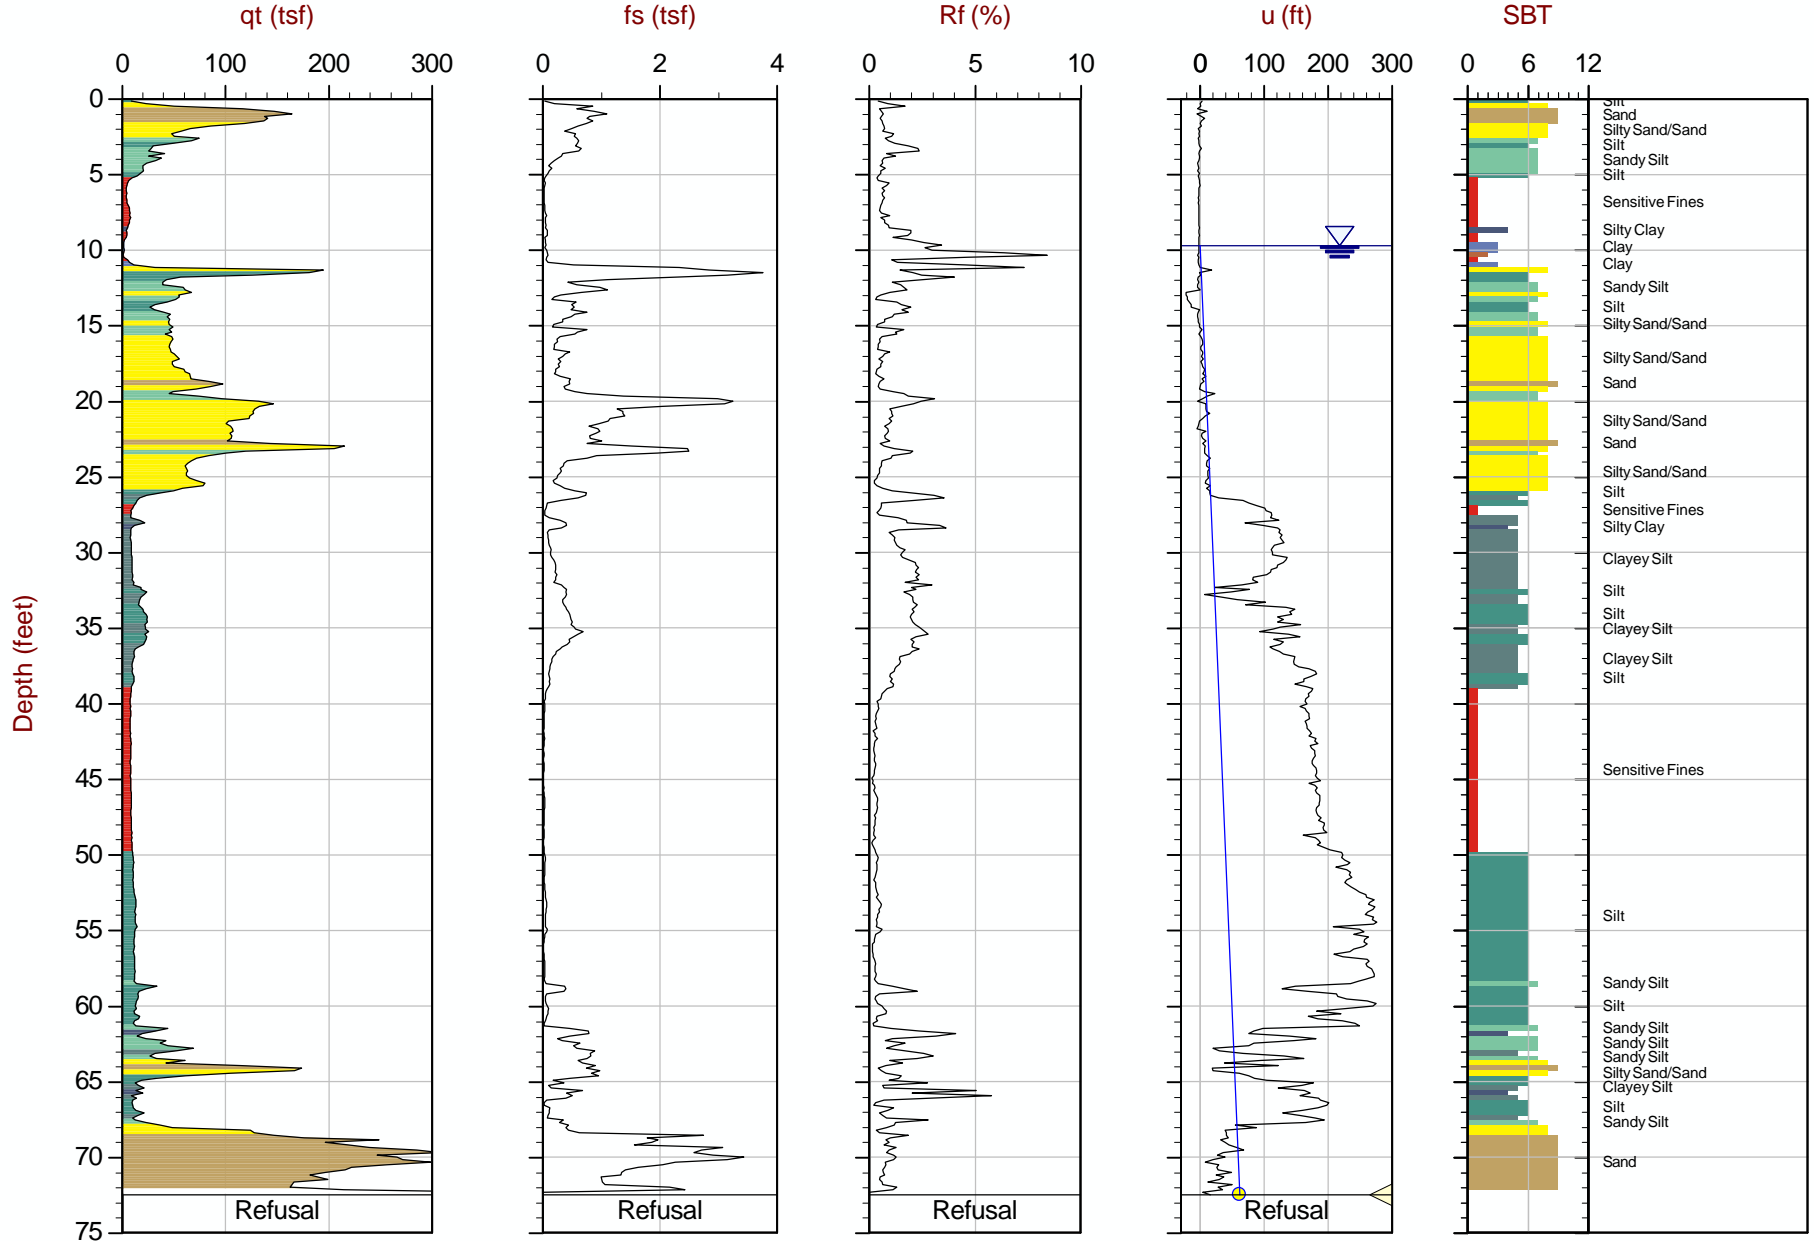 qt (tsf) fs (tsf) Rf (%) u (ft) SBT
0 100 200 300 0 2 4 0 5 10 0 0 100 200 300 0 6 12
0
Silt
Sand
Silty Sand/Sand
Silt
Sandy Silt
5 Silt
Sensitive Fines
Silty Clay
10 Clay
Clay
Sandy Silt
Silt
15 Silty Sand/Sand
Silty Sand/Sand
Sand
20
Silty Sand/Sand
Sand
25 Silty Sand/Sand
Silt
Sensitive Fines
Silty Clay
30 Clayey Silt
Silt
Silt
35 Clayey Silt
Clayey Silt
Silt
Depth (feet)
40
45 Sensitive Fines
50
Silt
55
Sandy Silt
60 Silt
Sandy Silt
Sandy Silt
Sandy Silt
65 Silty Sand/Sand
Clayey Silt
Silt
Sandy Silt
70 Sand
Refusal Refusal Refusal Refusal
75